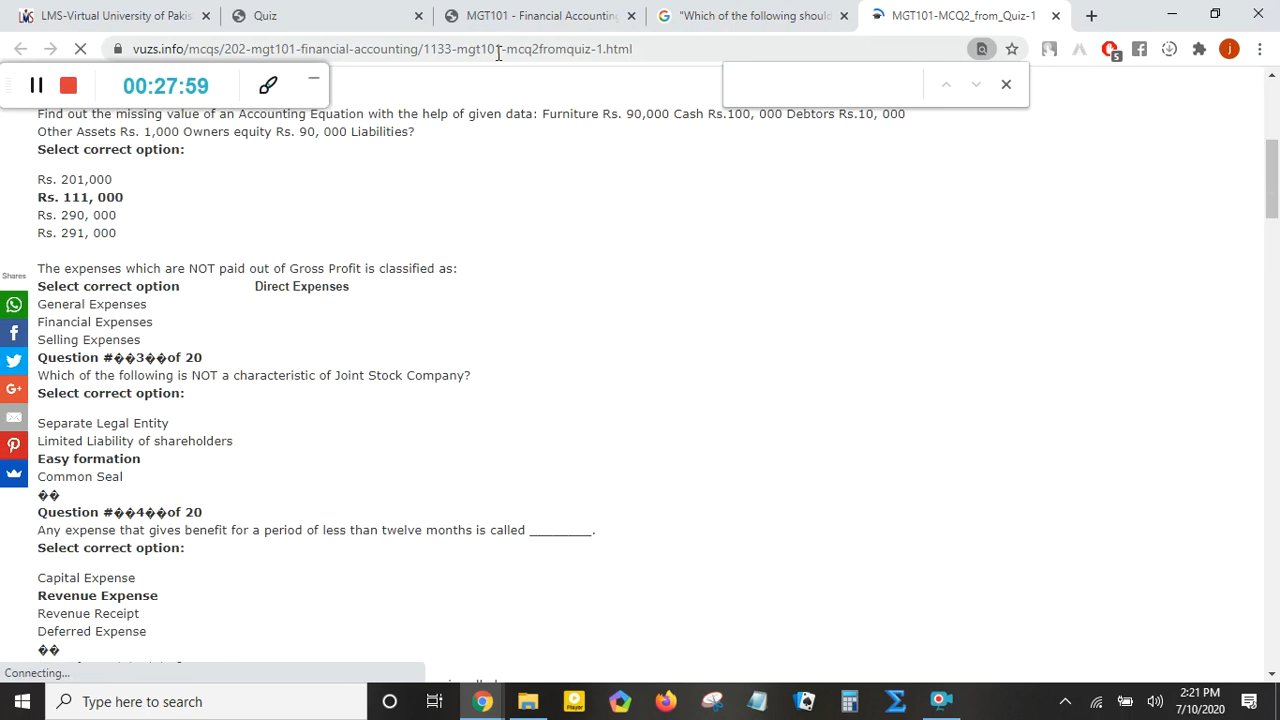 LMS-Virtual University of Pakis
Quiz
MGT101 - Financial Accounting
"Which of the following should
MGT101-MCQ2_from_Quiz-1
vuzs.info/mcqs/202-mgt101-financial-accounting/1133-mgt101-mcq2fromquiz-1.html
5
j
00:27:59
Find out the missing value of an Accounting Equation with the help of given data: Furniture Rs. 90,000 Cash Rs.100, 000 Debtors Rs.10, 000
Other Assets Rs. 1,000 Owners equity Rs. 90, 000 Liabilities?
Select correct option:
Rs. 201,000
Rs. 111, 000
Rs. 290, 000
Rs. 291, 000
The expenses which are NOT paid out of Gross Profit is classified as:
Select correct option Direct Expenses
General Expenses
Financial Expenses
Selling Expenses
Question #��3��of 20
Which of the following is NOT a characteristic of Joint Stock Company?
Select correct option:
Separate Legal Entity
Limited Liability of shareholders
Easy formation
Common Seal
��
Question #��4��of 20
Any expense that gives benefit for a period of less than twelve months is called ________.
Select correct option:
Capital Expense
Revenue Expense
Revenue Receipt
Deferred Expense
��
Shares
G+
Connecting...
Type here to search
Player
2:21 PM
7/10/2020